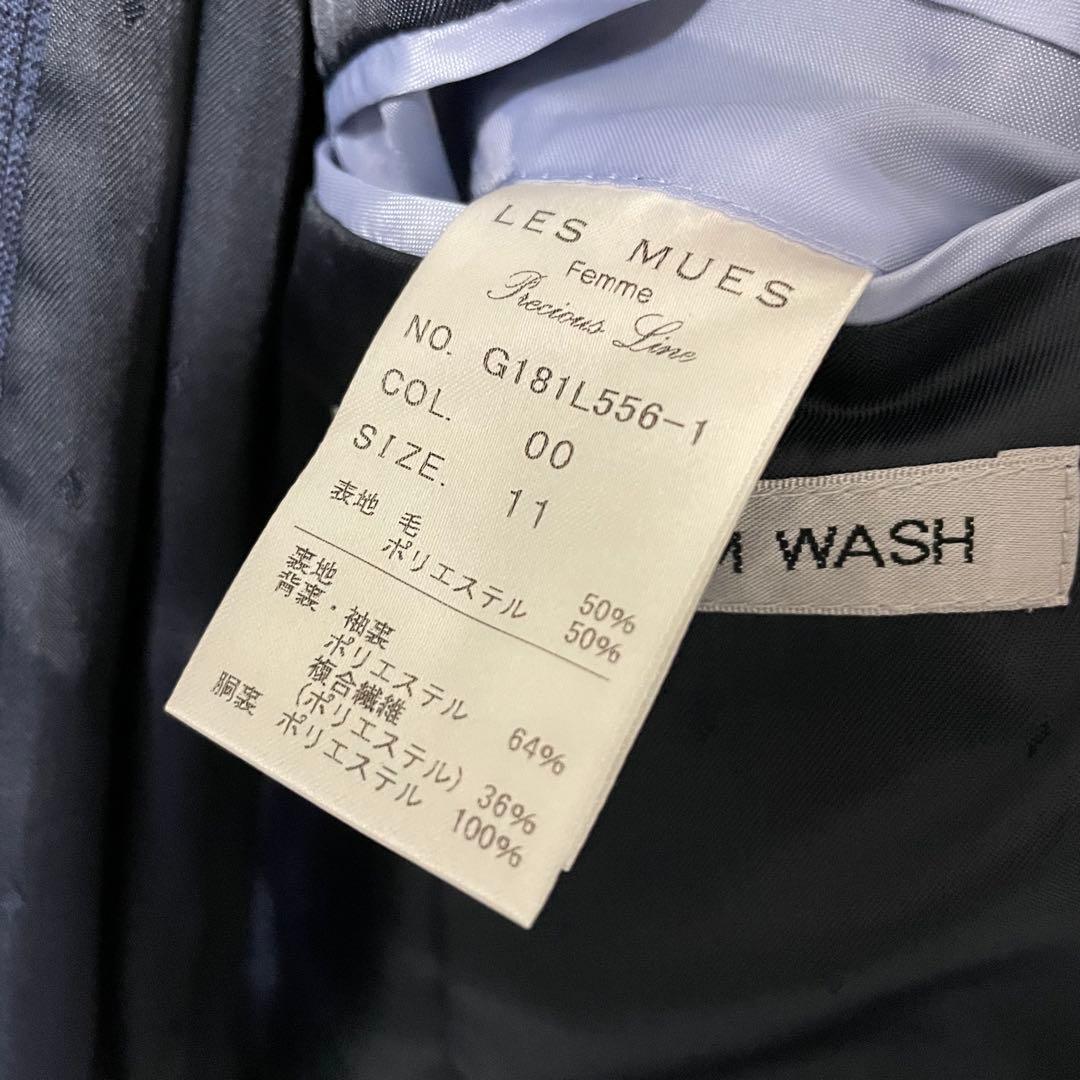 LES MUES
Femme
Precious Line
NO. G181L556-1
COL. 00
SIZE. 11
表地 毛 50%
ポリエステル 50%
裏地
背裏・袖裏
ポリエステル 64%
複合繊維
(ポリエステル) 36%
胴裏 ポリエステル 100%
WASH